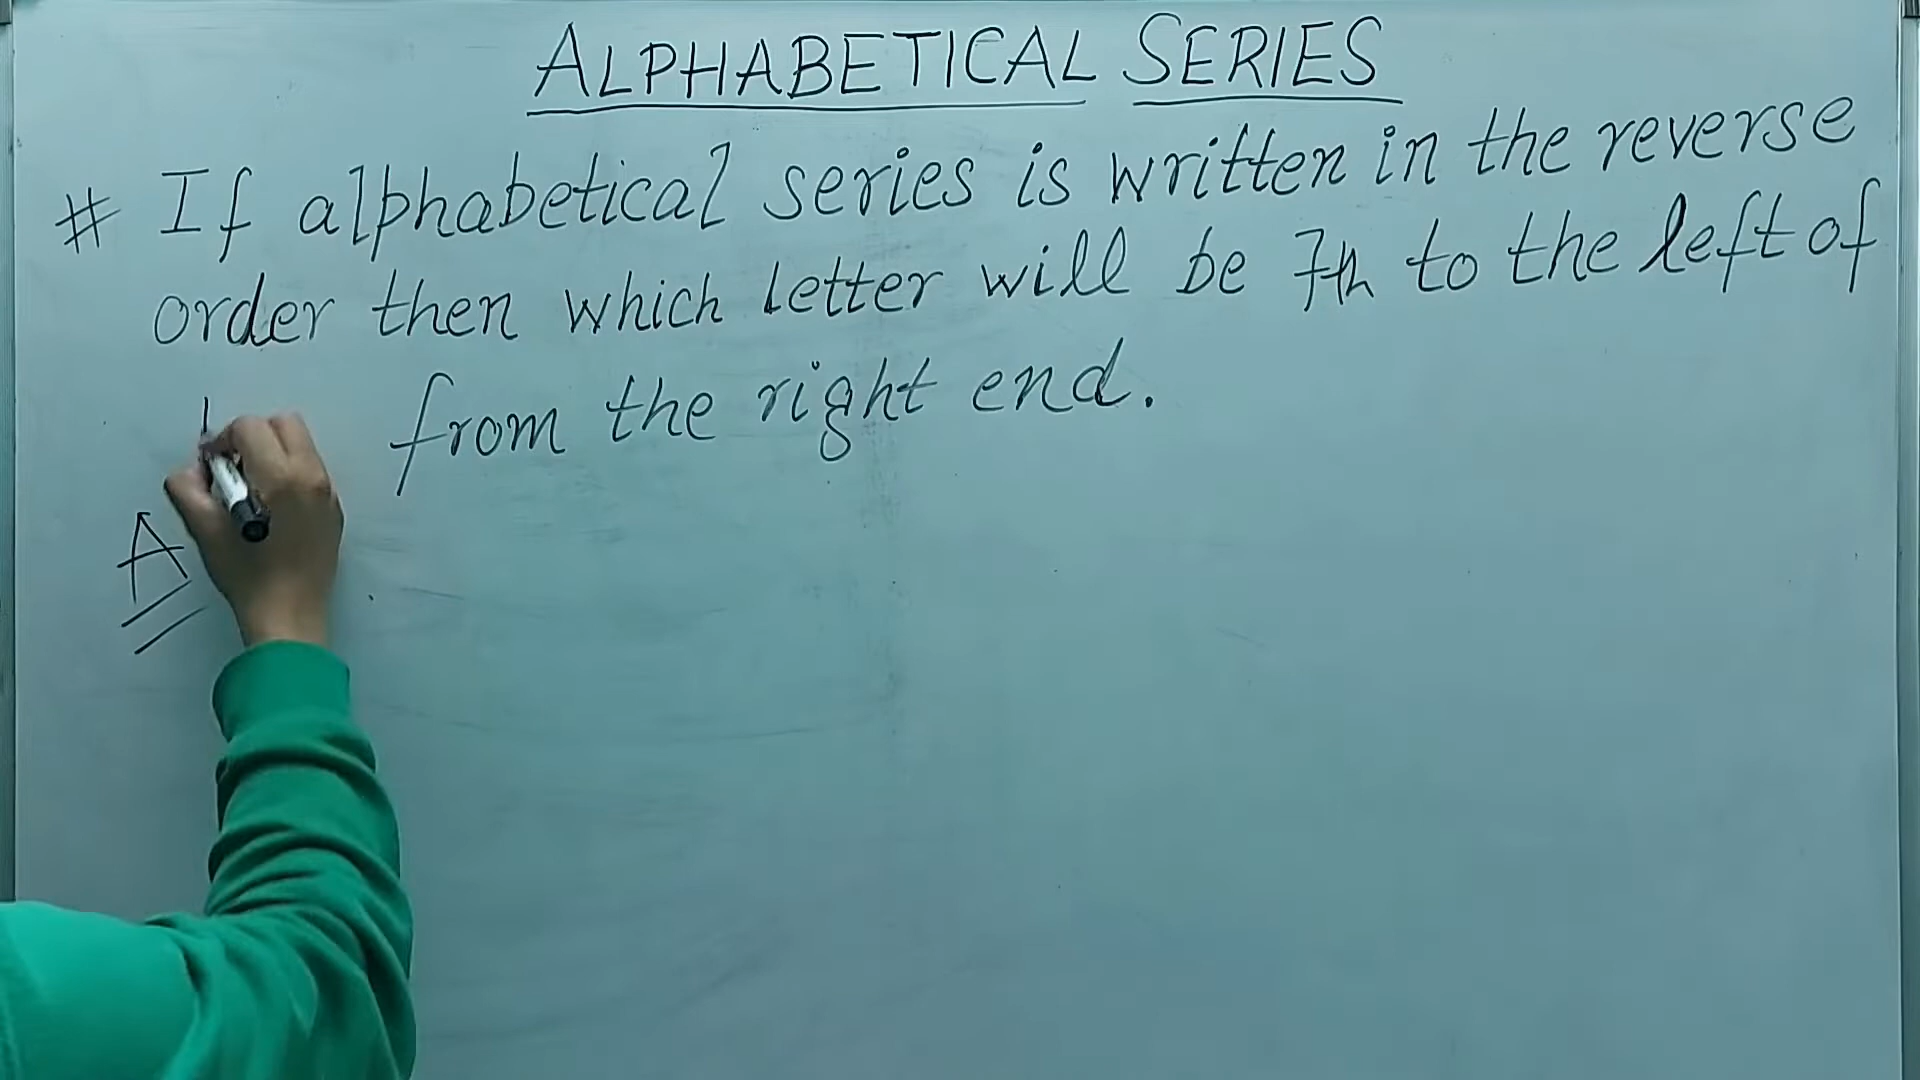 ALPHABETICAL SERIES
# If alphabetical series is written in the reverse
order then which letter will be 7th to the left of
from the right end.
A